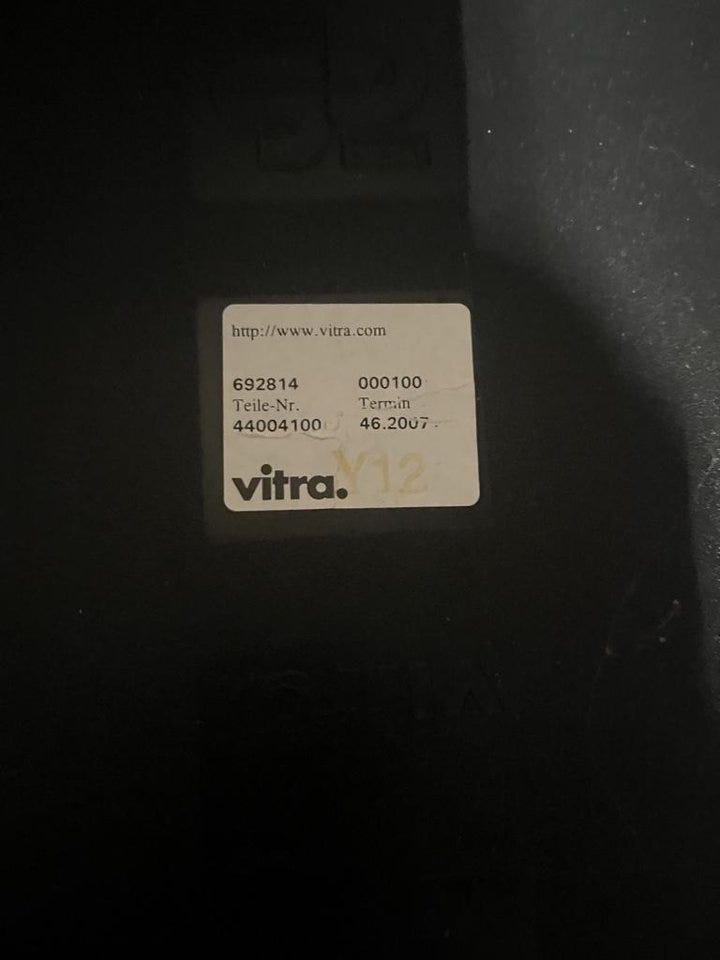 http://www.vitra.com
692814 000100
Teile-Nr. Termin
44004100 46.2007
vitra.
Y12